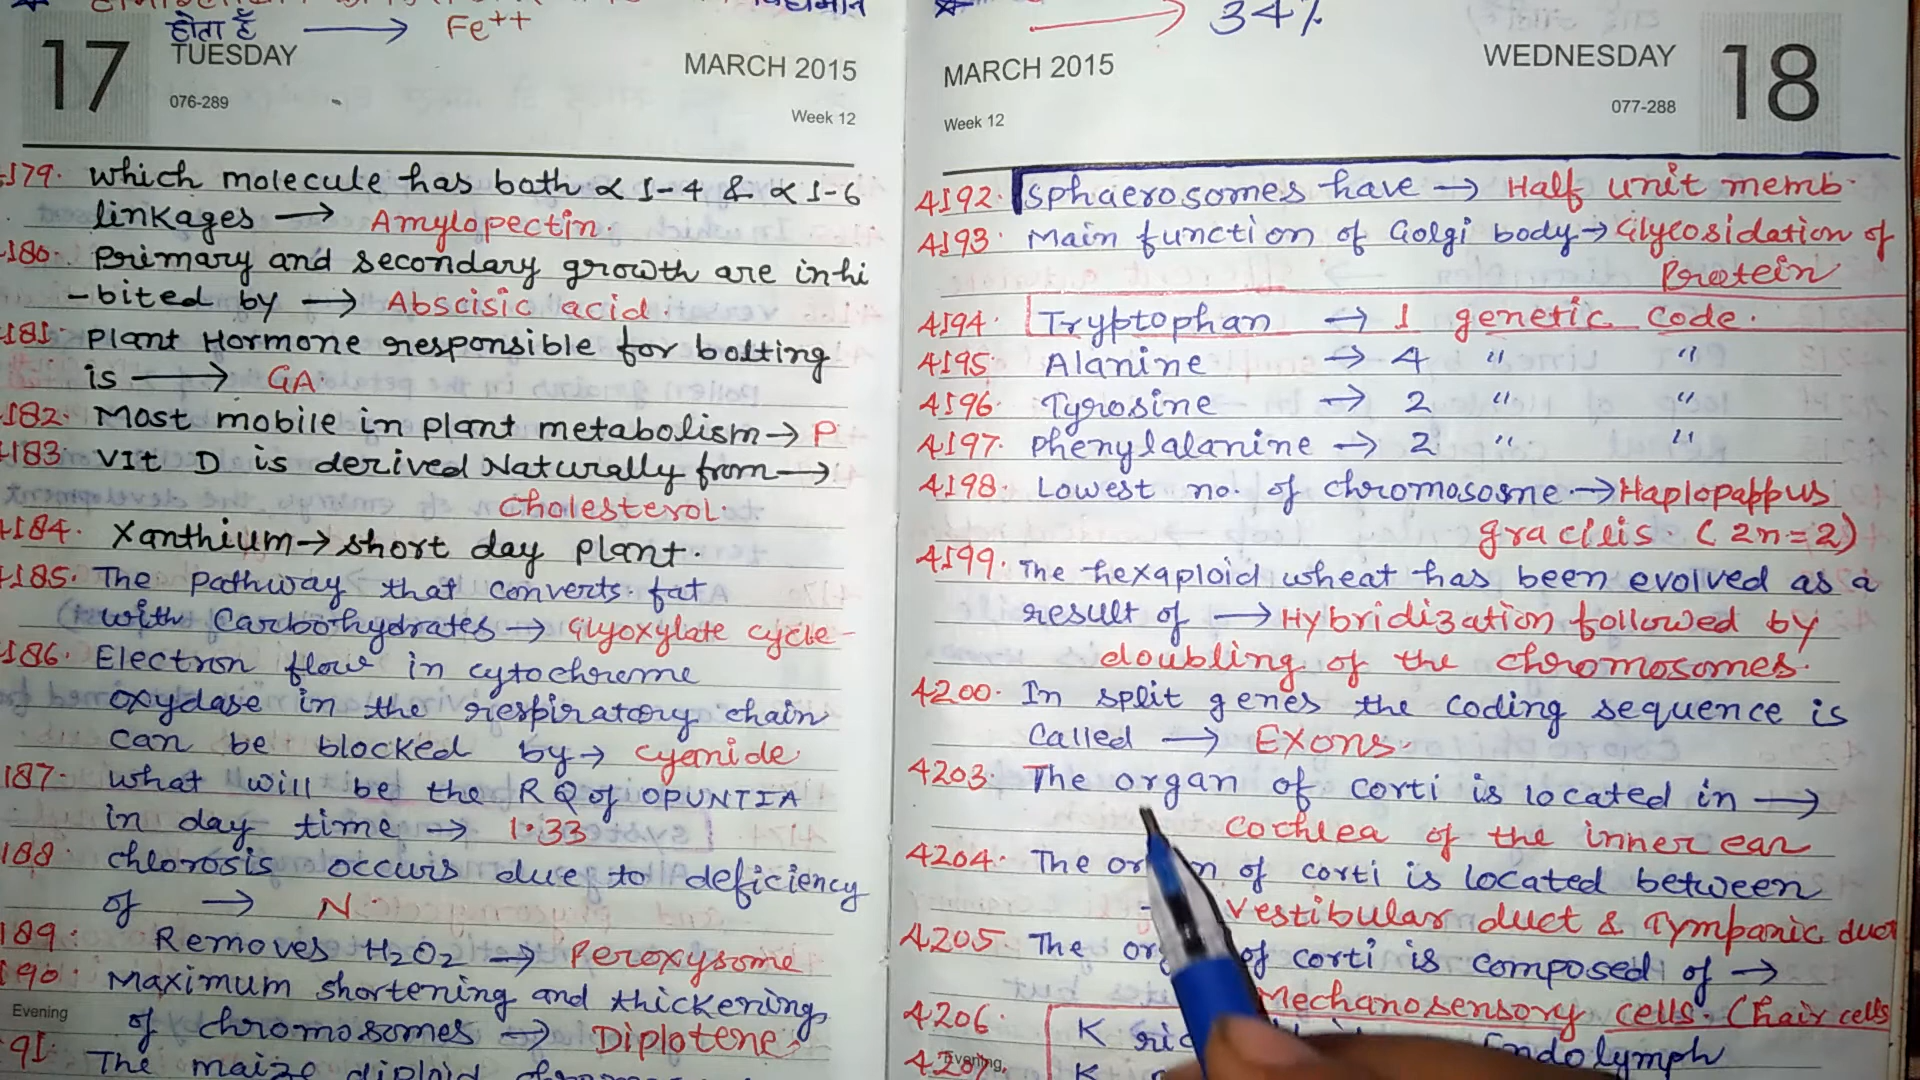 होता है → Fe++
17
TUESDAY
076-289
MARCH 2015
Week 12
179. Which molecule has both α 1-4 & α 1-6
linkages → Amylopectin.
180. Primary and secondary growth are inhi
-bited by → Abscisic acid.
181. Plant Hormone responsible for bolting
is → GA.
182. Most mobile in plant metabolism → P
183. Vit D is derived Naturally from →
Cholesterol.
184. Xanthium → short day plant.
185. The pathway that converts fat
with Carbohydrates → Glyoxylate cycle
186. Electron flow in cytochrome
oxydase in the respiratory chain
can be blocked by → cyanide
187. What will be the RQ of OPUNTIA
in day time → 1.33
188. Chlorosis occurs due to deficiency
of → N.
189. Removes H2O2 → Peroxysome
190. Maximum shortening and thickening
Evening
of chromosomes → Diplotene
91. The maize diploid
→ 34%
MARCH 2015
Week 12
WEDNESDAY
077-288
18
4192. Sphaerosomes have → Half unit memb.
4193. Main function of Golgi body → Glycosidation of
Protein
4194. Tryptophan → 1 genetic code.
4195. Alanine → 4 " "
4196. Tyrosine → 2 " "
4197. Phenylalanine → 2 " "
4198. Lowest no. of chromosome → Haplopappus
gracilis. (2n=2)
4199. The hexaploid wheat has been evolved as a
result of → Hybridization followed by
doubling of the chromosomes.
4200. In split genes the coding sequence is
Called → Exons.
4203. The organ of corti is located in →
Cochlea of the inner ear
4204. The or n of corti is located between
Vestibular duct & Tympanic duct
4205 The of corti is composed of →
Mechanosensory cells. (hair cells
4206. K Endolymph
Evening
K